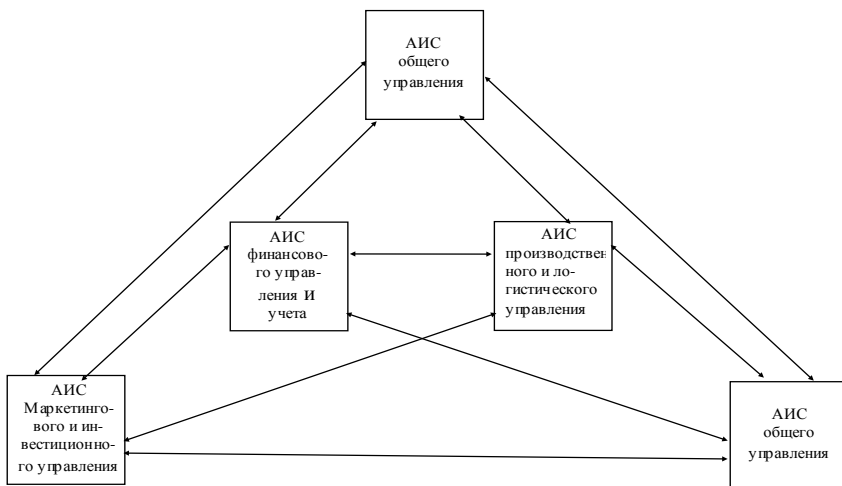 АИС
общего
управления
АИС
финансово-
го управ-
ления и
учета
АИС
производствен
ного и ло-
гистического
управления
АИС
Маркетинго-
вого и ин-
вестиционно-
го управления
АИС
общего
управления